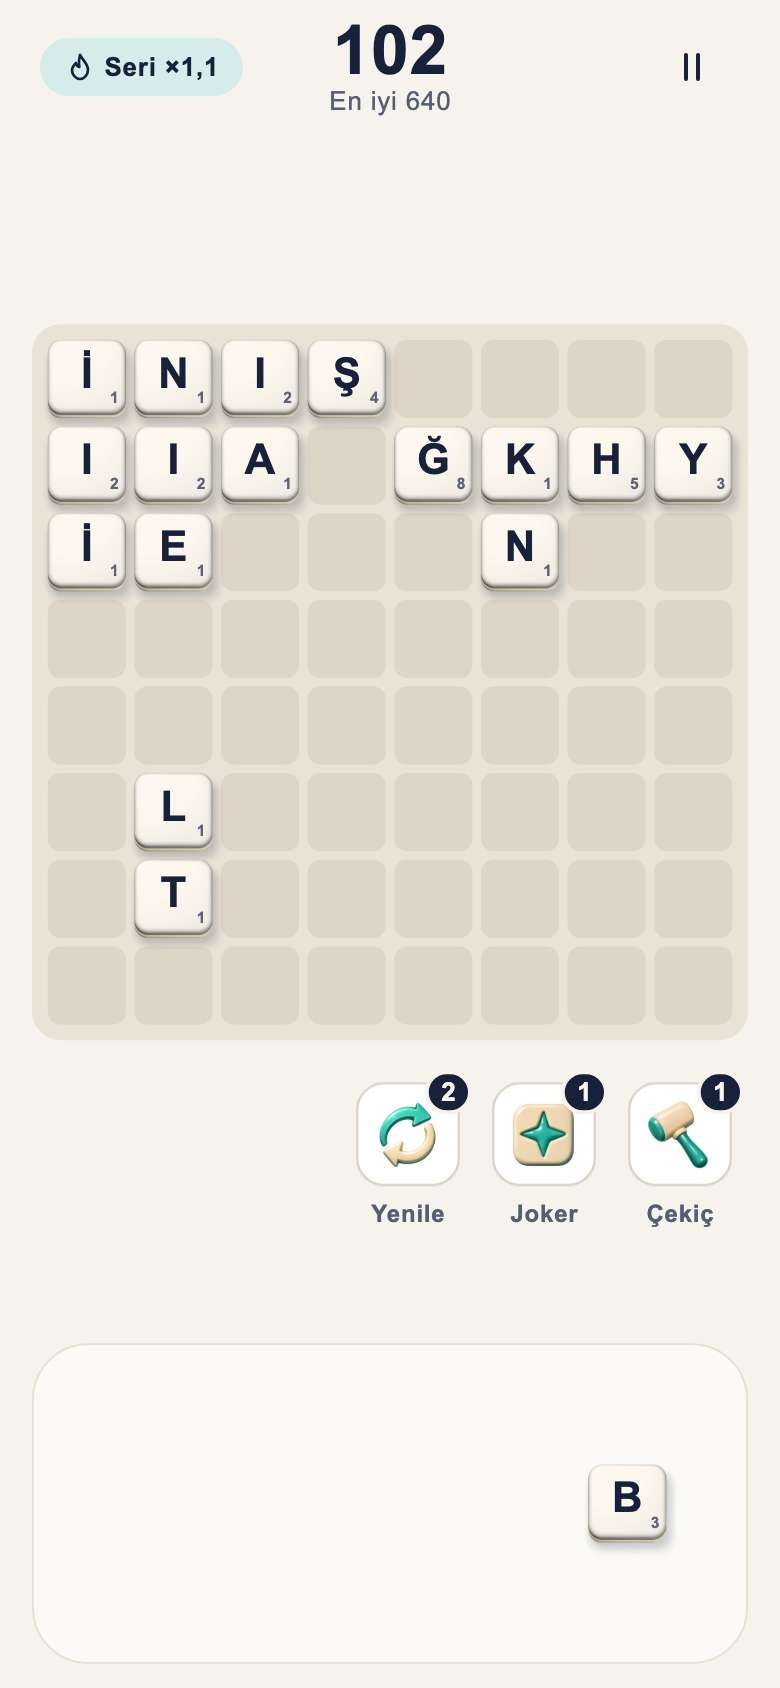 Seri ×1,1
102
En iyi 640
İ1 N1 I2 Ş4
I2 I2 A1 Ğ8 K1 H5 Y3
İ1 E1 N1
L1
T1
2 1 1
Yenile Joker Çekiç
B3